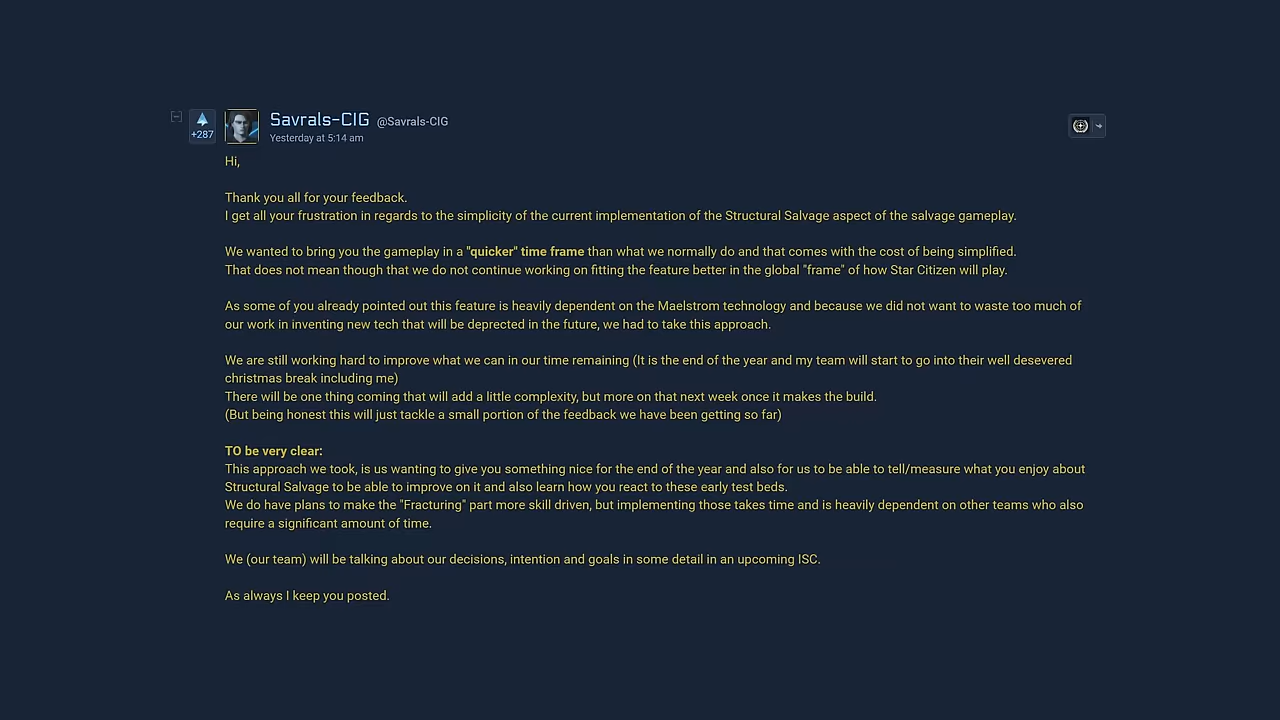 [-]
+287
Savrals-CIG @Savrals-CIG
Yesterday at 5:14 am
Hi,
Thank you all for your feedback.
I get all your frustration in regards to the simplicity of the current implementation of the Structural Salvage aspect of the salvage gameplay.
We wanted to bring you the gameplay in a "quicker" time frame than what we normally do and that comes with the cost of being simplified.
That does not mean though that we do not continue working on fitting the feature better in the global "frame" of how Star Citizen will play.
As some of you already pointed out this feature is heavily dependent on the Maelstrom technology and because we did not want to waste too much of
our work in inventing new tech that will be deprected in the future, we had to take this approach.
We are still working hard to improve what we can in our time remaining (It is the end of the year and my team will start to go into their well desevered
christmas break including me)
There will be one thing coming that will add a little complexity, but more on that next week once it makes the build.
(But being honest this will just tackle a small portion of the feedback we have been getting so far)
TO be very clear:
This approach we took, is us wanting to give you something nice for the end of the year and also for us to be able to tell/measure what you enjoy about
Structural Salvage to be able to improve on it and also learn how you react to these early test beds.
We do have plans to make the "Fracturing" part more skill driven, but implementing those takes time and is heavily dependent on other teams who also
require a significant amount of time.
We (our team) will be talking about our decisions, intention and goals in some detail in an upcoming ISC.
As always I keep you posted.